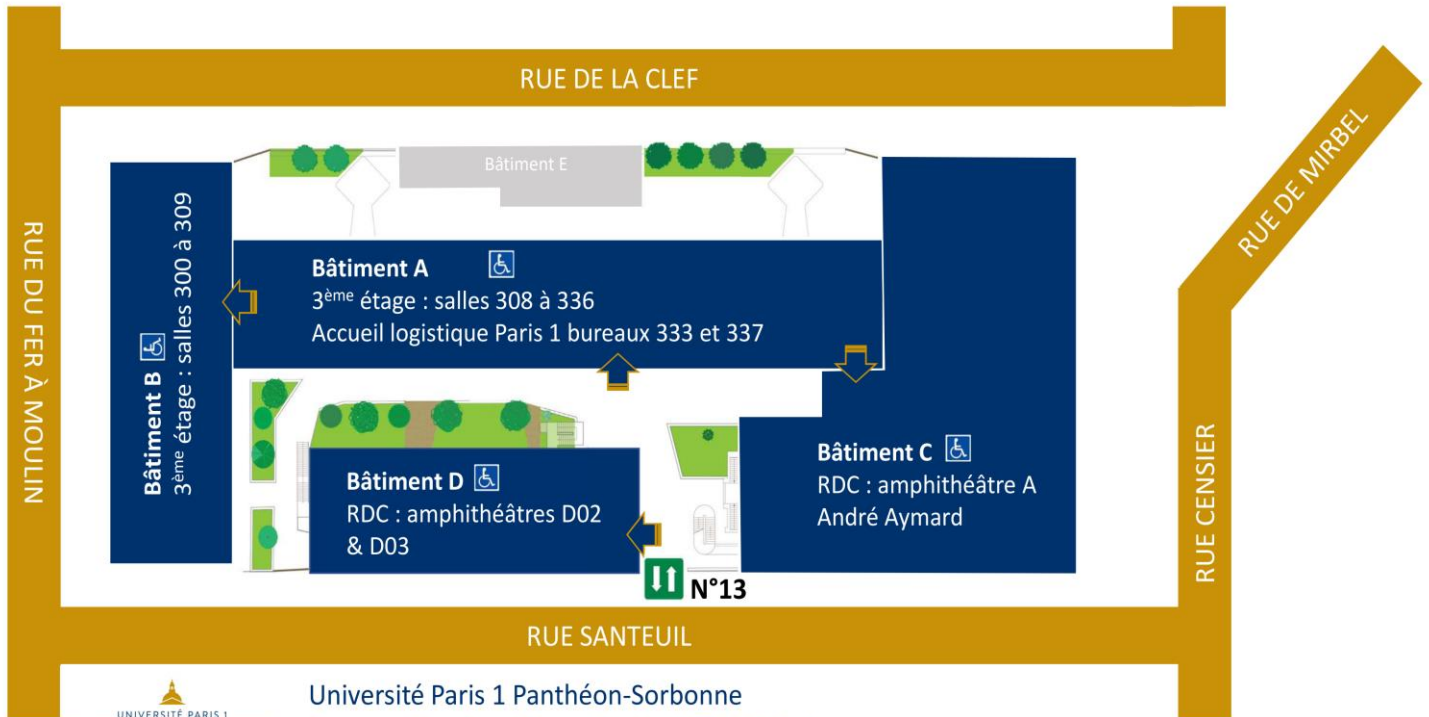 RUE DE LA CLEF
RUE DE MIRBEL
RUE DU FER À MOULIN
Bâtiment E
Bâtiment B
3ème étage : salles 300 à 309
Bâtiment A
3ème étage : salles 308 à 336
Accueil logistique Paris 1 bureaux 333 et 337
Bâtiment D
RDC : amphithéâtres D02
& D03
Bâtiment C
RDC : amphithéâtre A
André Aymard
RUE CENSIER
N°13
RUE SANTEUIL
Université Paris 1 Panthéon-Sorbonne
UNIVERSITÉ PARIS 1